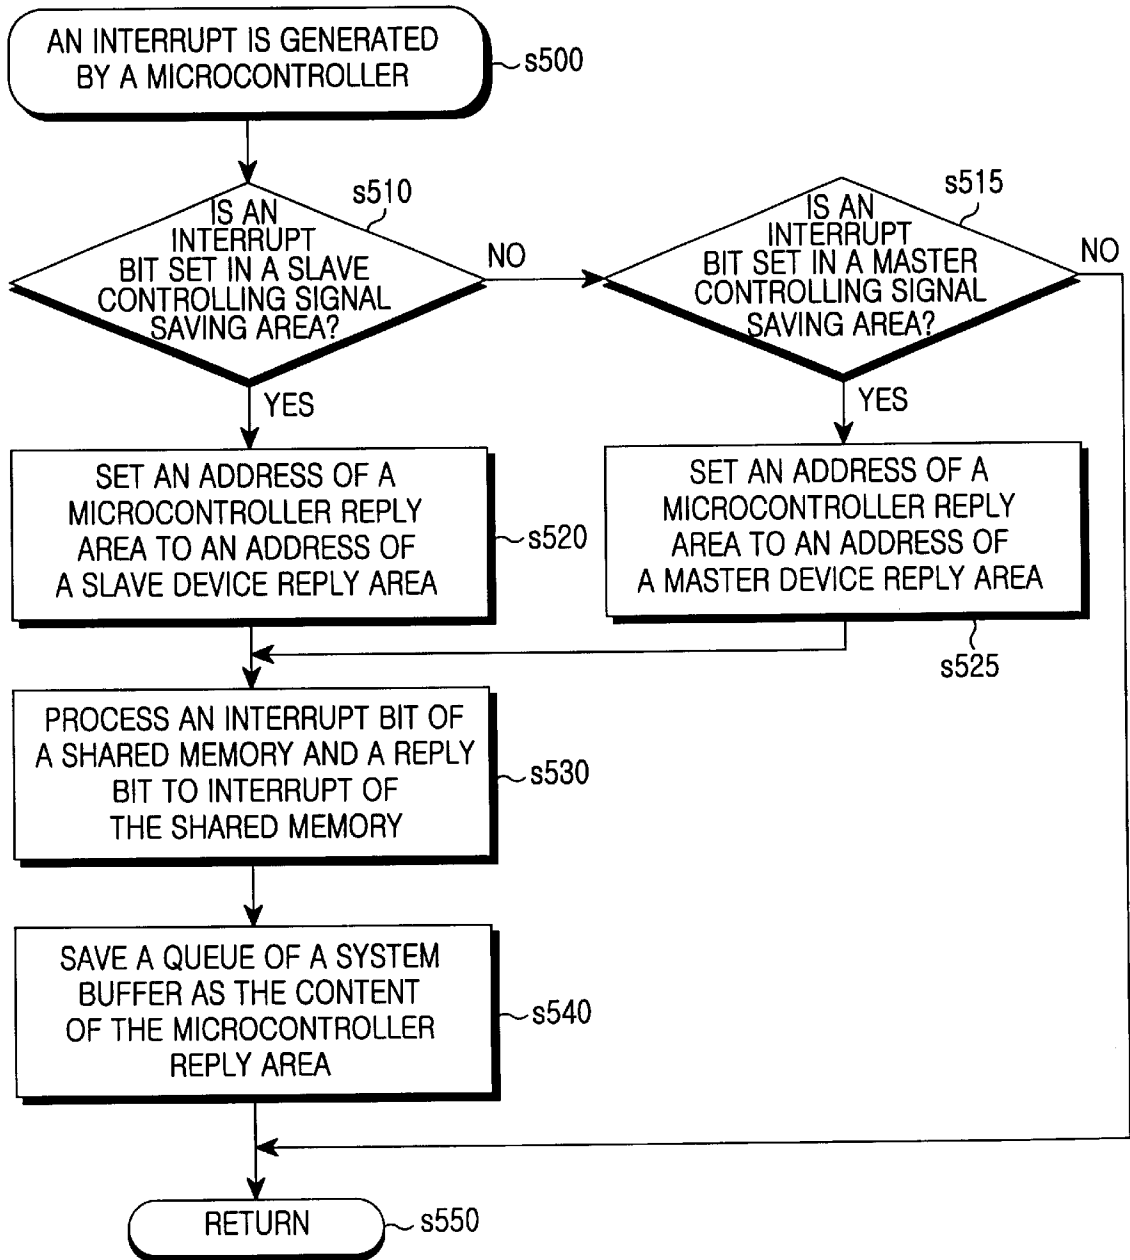 AN INTERRUPT IS GENERATED
BY A MICROCONTROLLER
s500
s510
IS AN
INTERRUPT
BIT SET IN A SLAVE
CONTROLLING SIGNAL
SAVING AREA?
NO
YES
s515
IS AN
INTERRUPT
BIT SET IN A MASTER
CONTROLLING SIGNAL
SAVING AREA?
NO
YES
SET AN ADDRESS OF A
MICROCONTROLLER REPLY
AREA TO AN ADDRESS OF
A SLAVE DEVICE REPLY AREA
s520
SET AN ADDRESS OF A
MICROCONTROLLER REPLY
AREA TO AN ADDRESS OF
A MASTER DEVICE REPLY AREA
s525
PROCESS AN INTERRUPT BIT OF
A SHARED MEMORY AND A REPLY
BIT TO INTERRUPT OF
THE SHARED MEMORY
s530
SAVE A QUEUE OF A SYSTEM
BUFFER AS THE CONTENT
OF THE MICROCONTROLLER
REPLY AREA
s540
RETURN
s550